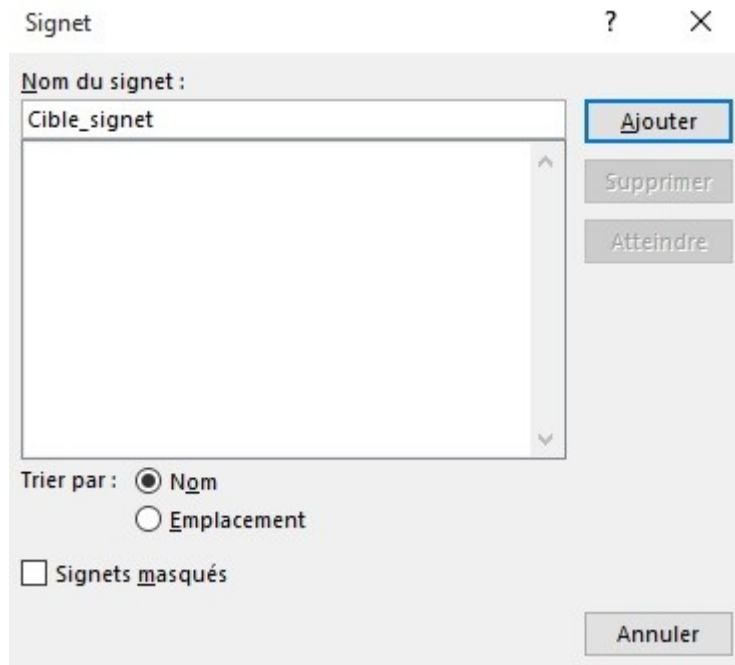 Signet ?
Nom du signet :
Cible_signet
Ajouter
Supprimer
Atteindre
Trier par : Nom
Emplacement
Signets masqués
Annuler